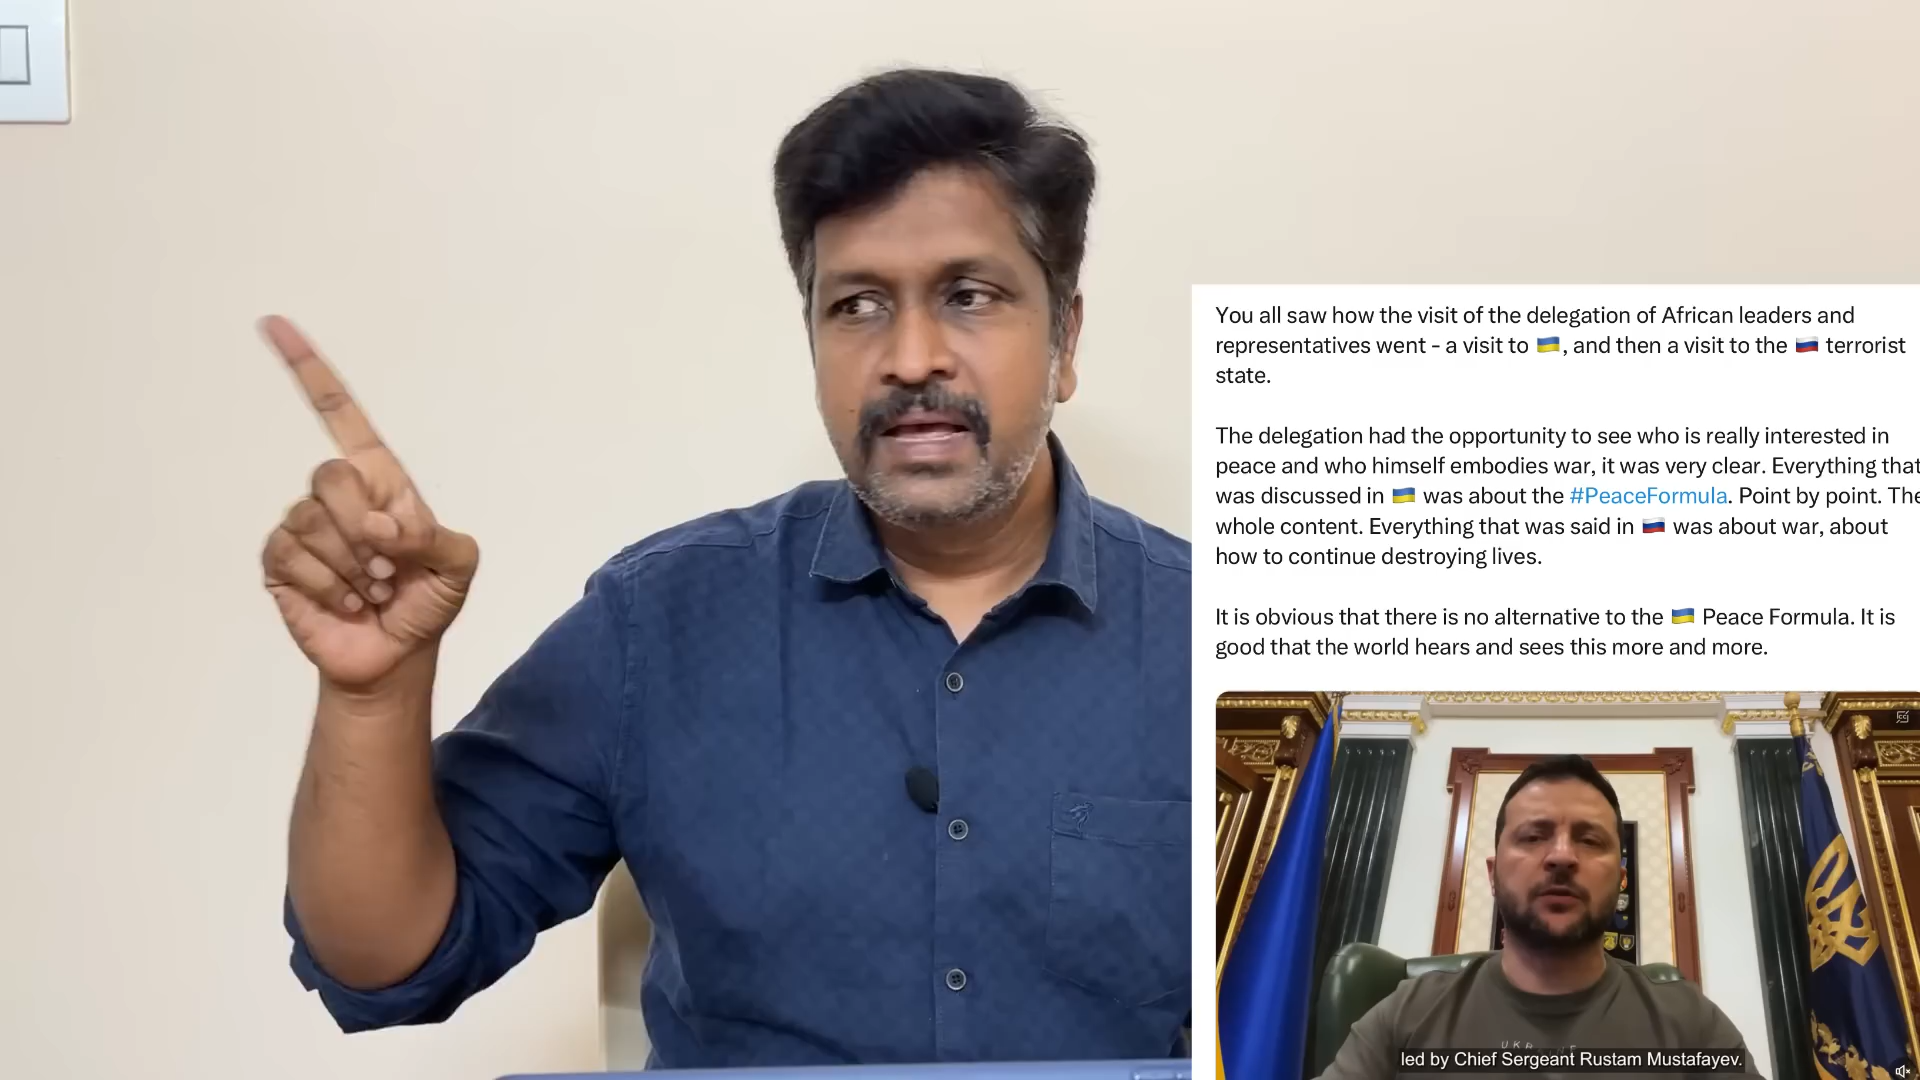 You all saw how the visit of the delegation of African leaders and
representatives went - a visit to 🇺🇦, and then a visit to the 🇷🇺 terrorist
state.
The delegation had the opportunity to see who is really interested in
peace and who himself embodies war, it was very clear. Everything that
was discussed in 🇺🇦 was about the #PeaceFormula. Point by point. The
whole content. Everything that was said in 🇷🇺 was about war, about
how to continue destroying lives.
It is obvious that there is no alternative to the 🇺🇦 Peace Formula. It is
good that the world hears and sees this more and more.
led by Chief Sergeant Rustam Mustafayev.